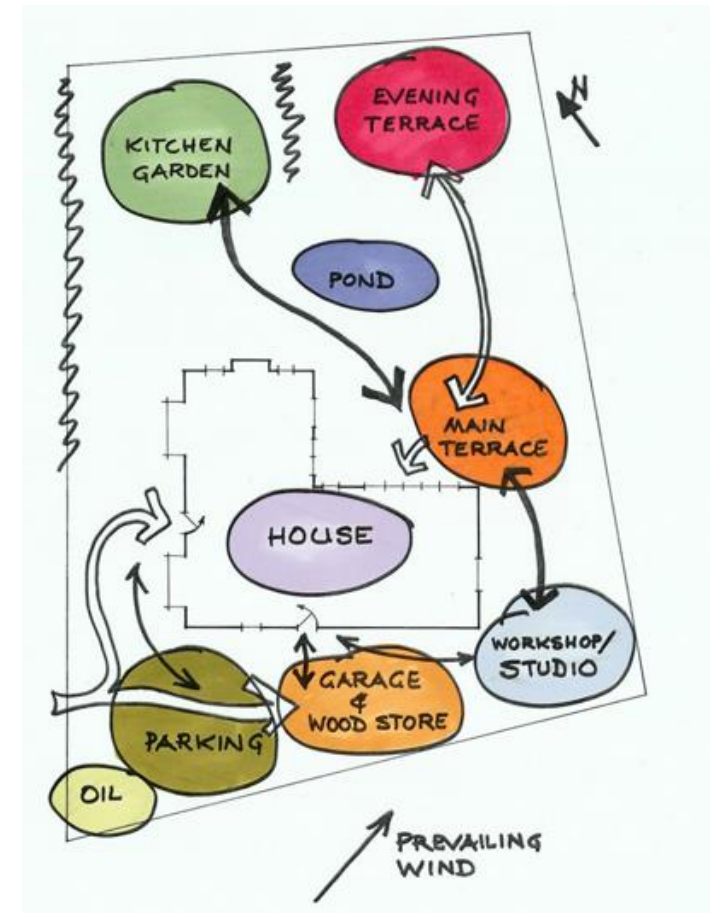 EVENING
TERRACE
N
KITCHEN
GARDEN
POND
MAIN
TERRACE
HOUSE
WORKSHOP/
STUDIO
GARAGE
&
WOOD STORE
PARKING
OIL
PREVAILING
WIND